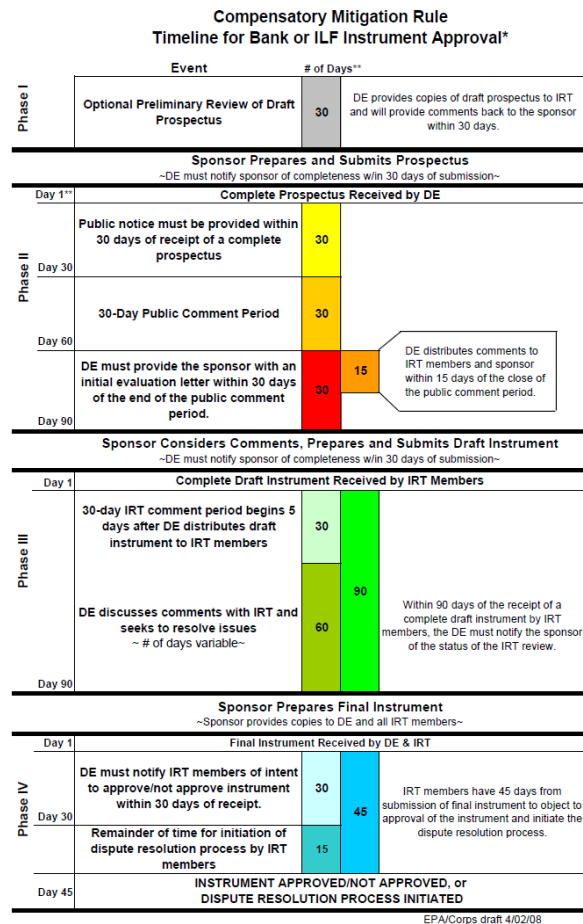 Compensatory Mitigation Rule
Timeline for Bank or ILF Instrument Approval*
Event
# of Days**
Phase I
Optional Preliminary Review of Draft
Prospectus
30
DE provides copies of draft prospectus to IRT
and will provide comments back to the sponsor
within 30 days.
Sponsor Prepares and Submits Prospectus
~DE must notify sponsor of completeness w/in 30 days of submission~
Day 1**
Complete Prospectus Received by DE
Phase II
Public notice must be provided within
30 days of receipt of a complete
prospectus
30
Day 30
30-Day Public Comment Period
30
Day 60
DE must provide the sponsor with an
initial evaluation letter within 30 days
of the end of the public comment
period.
30
15
DE distributes comments to
IRT members and sponsor
within 15 days of the close of
the public comment period.
Day 90
Sponsor Considers Comments, Prepares and Submits Draft Instrument
~DE must notify sponsor of completeness w/in 30 days of submission~
Day 1
Complete Draft Instrument Received by IRT Members
Phase III
30-day IRT comment period begins 5
days after DE distributes draft
instrument to IRT members
30
90
DE discusses comments with IRT and
seeks to resolve issues
~ # of days variable~
60
Within 90 days of the receipt of a
complete draft instrument by IRT
members, the DE must notify the sponsor
of the status of the IRT review.
Day 90
Sponsor Prepares Final Instrument
~Sponsor provides copies to DE and all IRT members~
Day 1
Final Instrument Received by DE & IRT
Phase IV
DE must notify IRT members of intent
to approve/not approve instrument
within 30 days of receipt.
30
45
IRT members have 45 days from
submission of final instrument to object to
approval of the instrument and initiate the
dispute resolution process.
Day 30
Remainder of time for initiation of
dispute resolution process by IRT
members
15
Day 45
INSTRUMENT APPROVED/NOT APPROVED, or
DISPUTE RESOLUTION PROCESS INITIATED
EPA/Corps draft 4/02/08